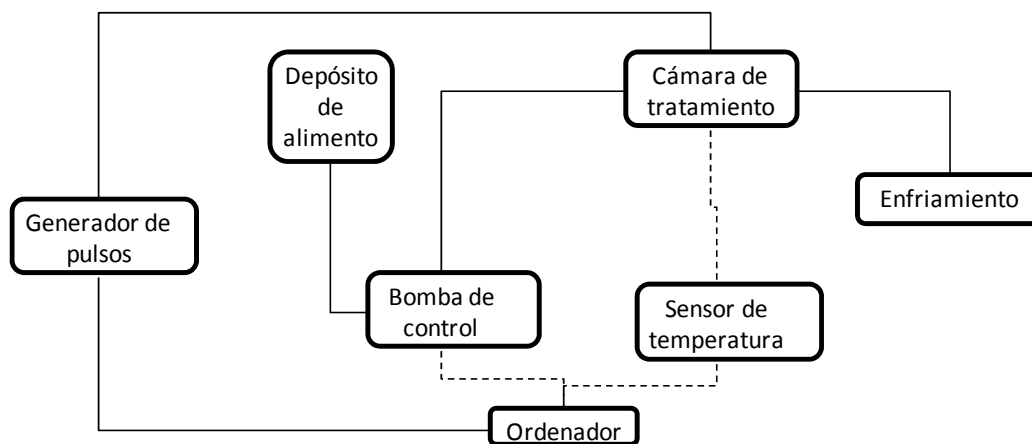 Depósito
de
alimento
Cámara de
tratamiento
Enfriamiento
Generador de
pulsos
Bomba de
control
Sensor de
temperatura
Ordenador